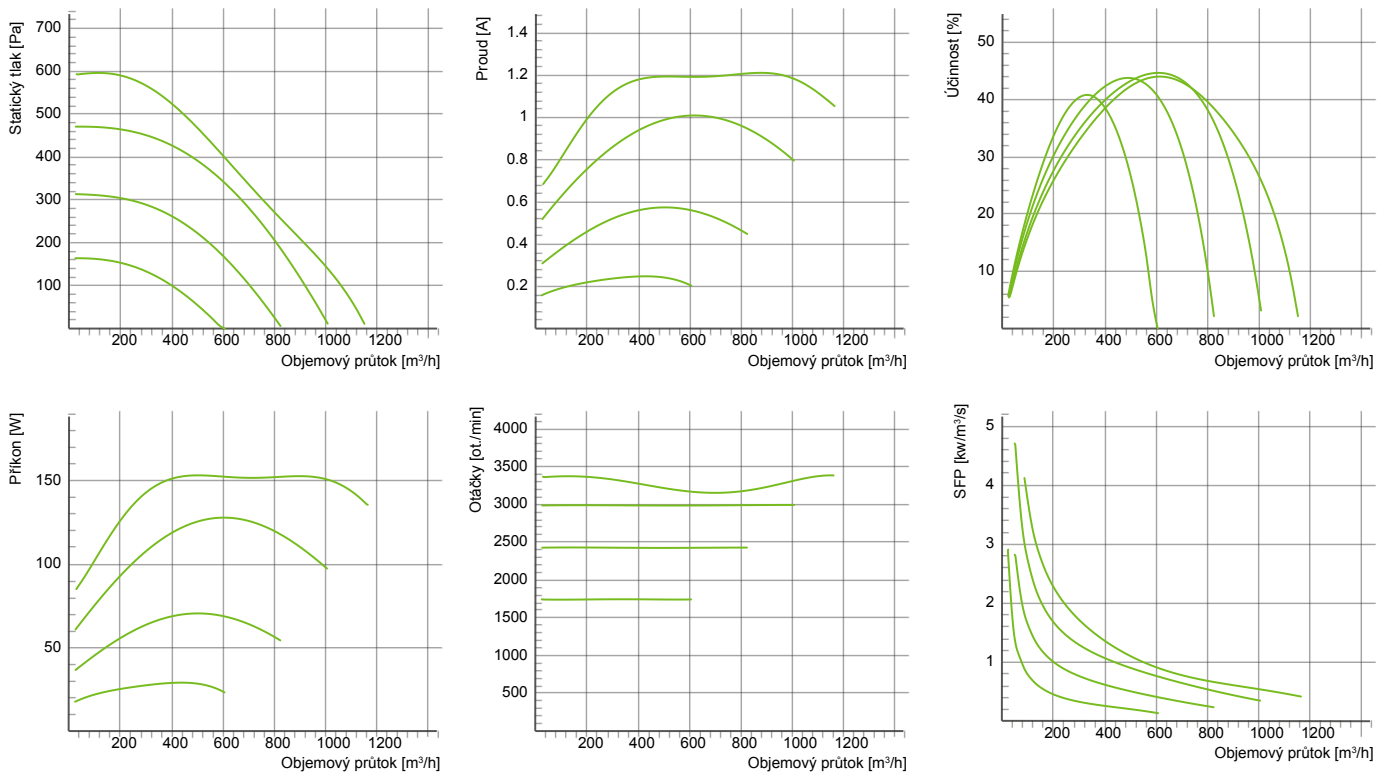 Statický tlak [Pa]
700
600
500
400
300
200
100
200 400 600 800 1000 1200
Objemový průtok [m³/h]
Proud [A]
1.4
1.2
1
0.8
0.6
0.4
0.2
200 400 600 800 1000 1200
Objemový průtok [m³/h]
Účinnost [%]
50
40
30
20
10
200 400 600 800 1000 1200
Objemový průtok [m³/h]
Příkon [W]
150
100
50
200 400 600 800 1000 1200
Objemový průtok [m³/h]
Otáčky [ot./min]
4000
3500
3000
2500
2000
1500
1000
500
200 400 600 800 1000 1200
Objemový průtok [m³/h]
SFP [kw/m³/s]
5
4
3
2
1
200 400 600 800 1000 1200
Objemový průtok [m³/h]